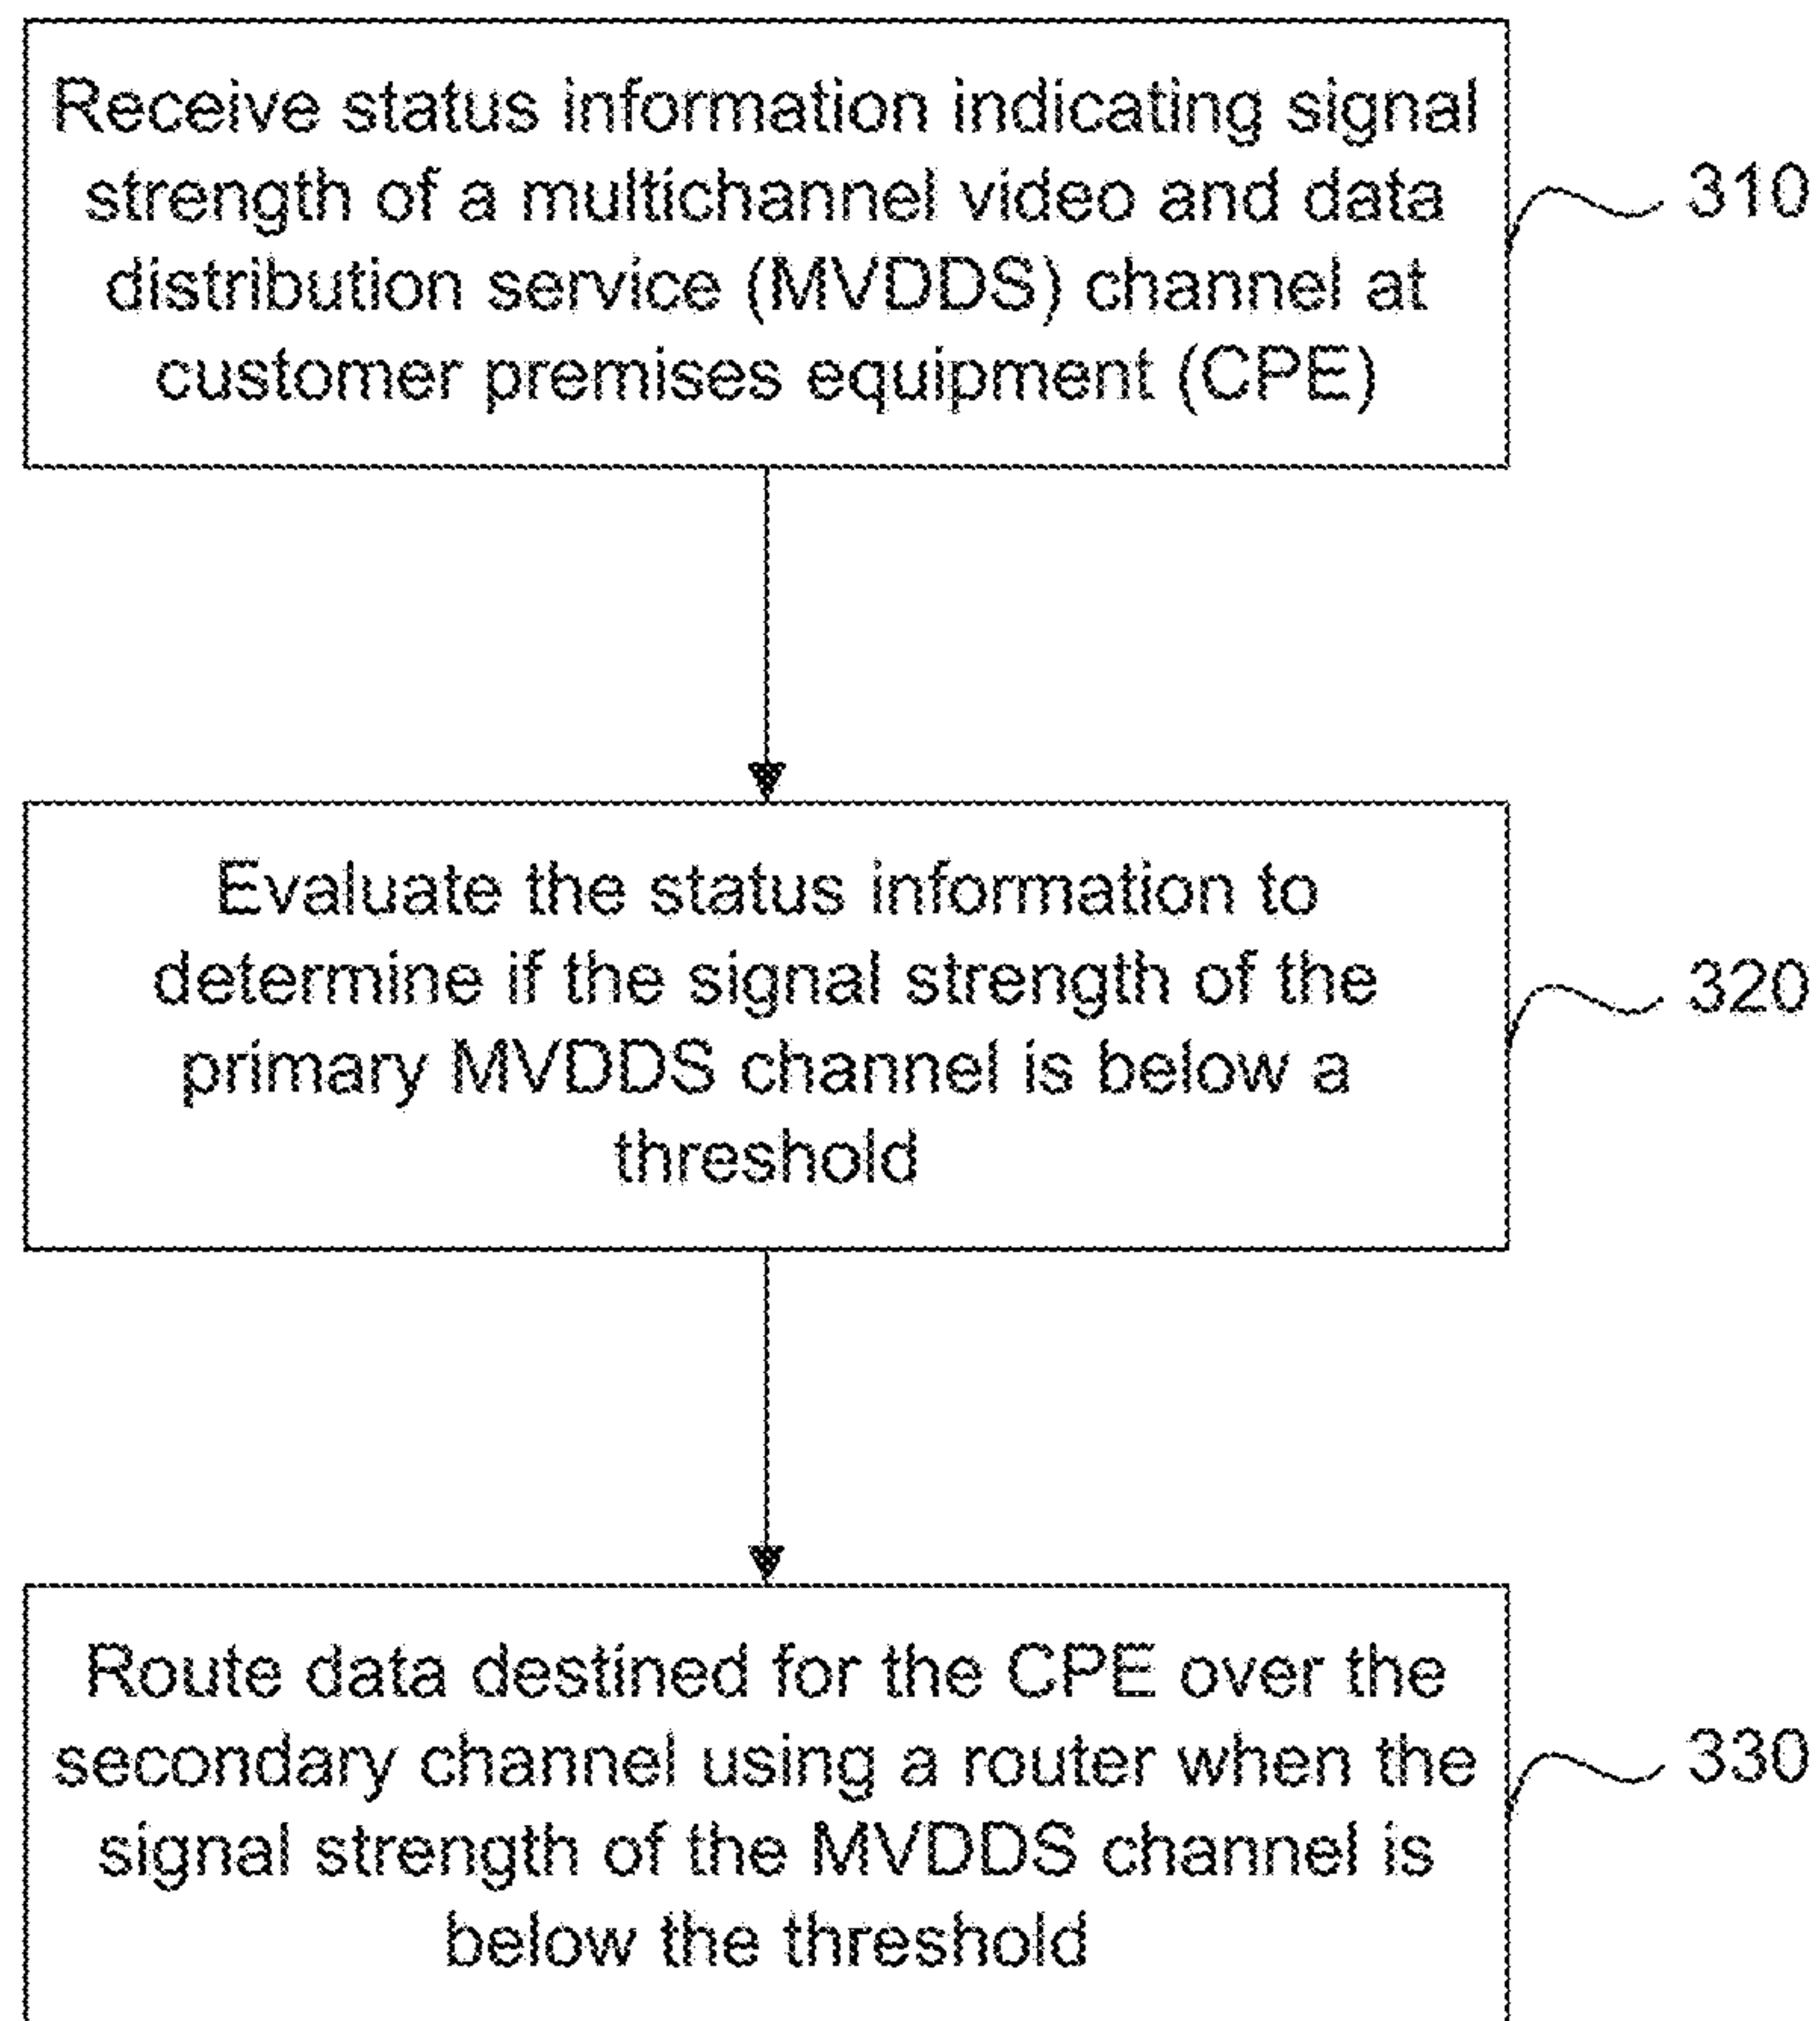 Receive status information indicating signal
strength of a multichannel video and data
distribution service (MVDDS) channel at
customer premises equipment (CPE)
310
Evaluate the status information to
determine if the signal strength of the
primary MVDDS channel is below a
threshold
320
Route data destined for the CPE over the
secondary channel using a router when the
signal strength of the MVDDS channel is
below the threshold
330